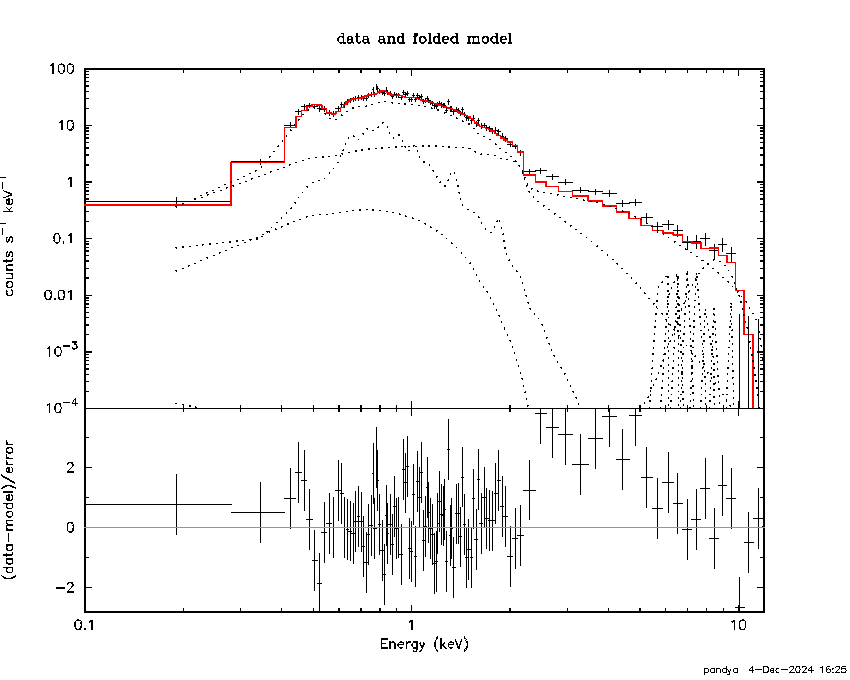 data and folded model
100
10
1
0.1
0.01
10⁻³
10⁻⁴
counts s⁻¹ keV⁻¹
2
0
−2
(data−model)/error
0.1
1
10
Energy (keV)
pandya 4−Dec−2024 16:25